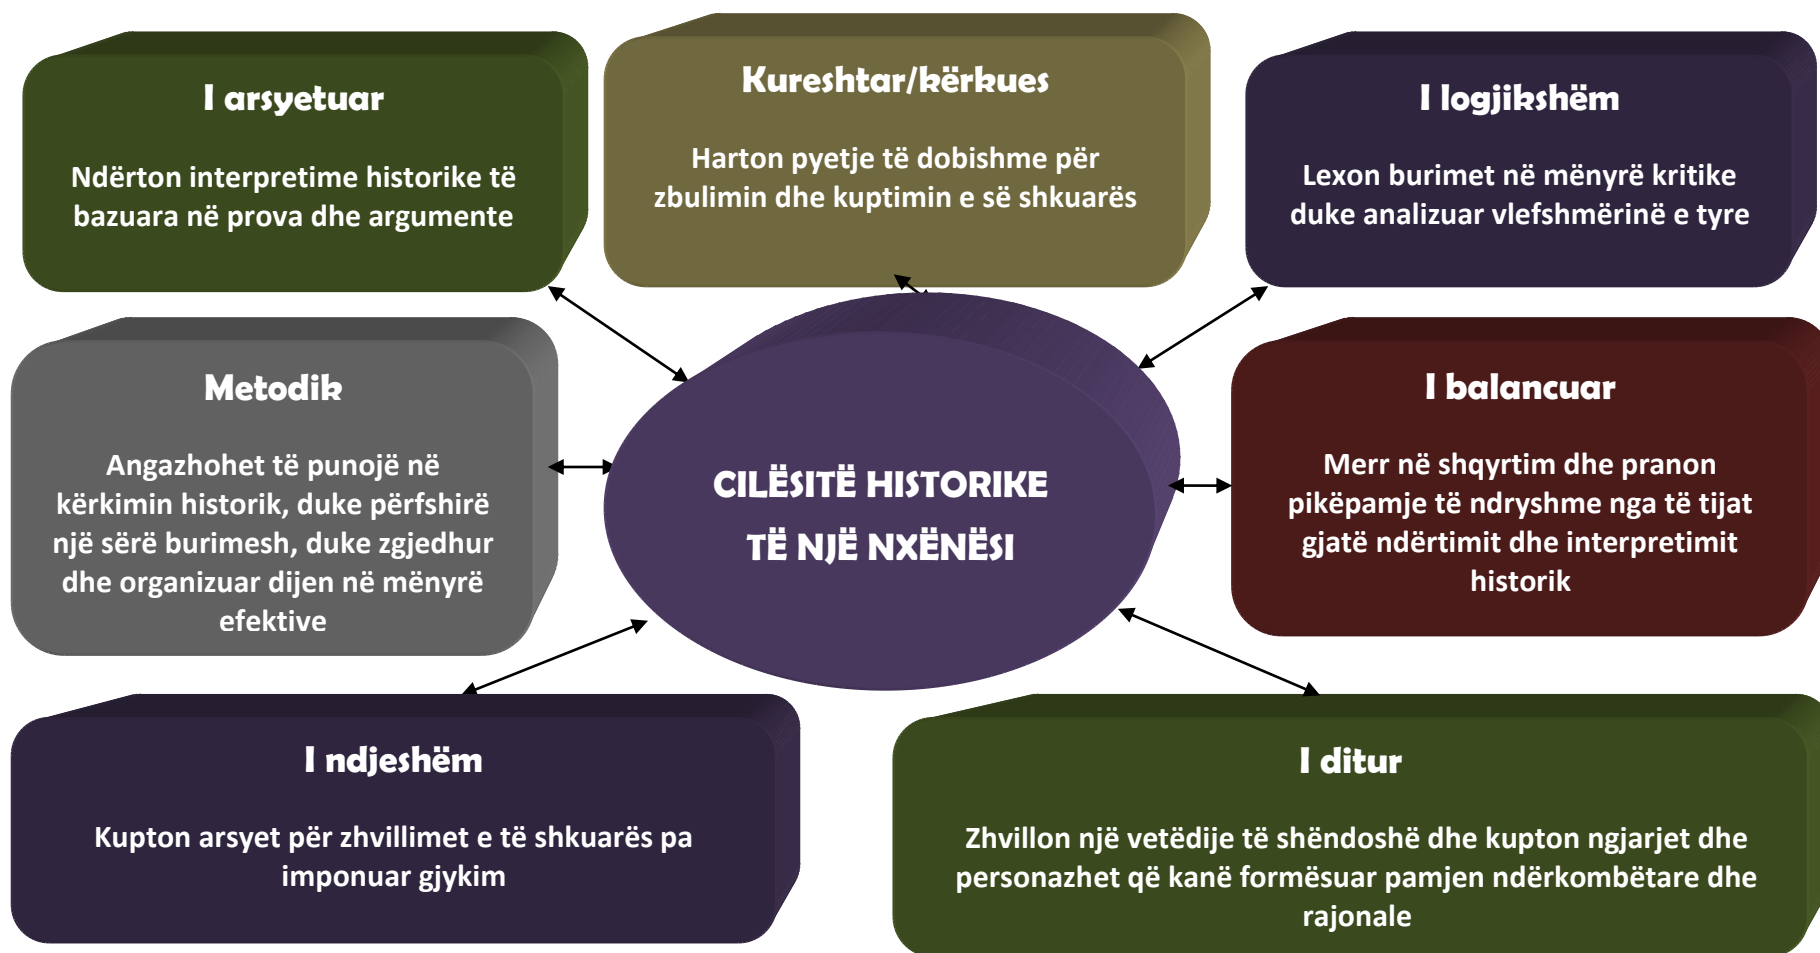 I arsyetuar
Ndërton interpretime historike të
bazuara në prova dhe argumente
Kureshtar/kërkues
Harton pyetje të dobishme për
zbulimin dhe kuptimin e së shkuarës
I logjikshëm
Lexon burimet në mënyrë kritike
duke analizuar vlefshmërinë e tyre
Metodik
Angazhohet të punojë në
kërkimin historik, duke përfshirë
një sërë burimesh, duke zgjedhur
dhe organizuar dijen në mënyrë
efektive
CILËSITË HISTORIKE
TË NJË NXËNËSI
I balancuar
Merr në shqyrtim dhe pranon
pikëpamje të ndryshme nga të tijat
gjatë ndërtimit dhe interpretimit
historik
I ndjeshëm
Kupton arsyet për zhvillimet e të shkuarës pa
imponuar gjykim
I ditur
Zhvillon një vetëdije të shëndoshë dhe kupton ngjarjet dhe
personazhet që kanë formësuar pamjen ndërkombëtare dhe
rajonale